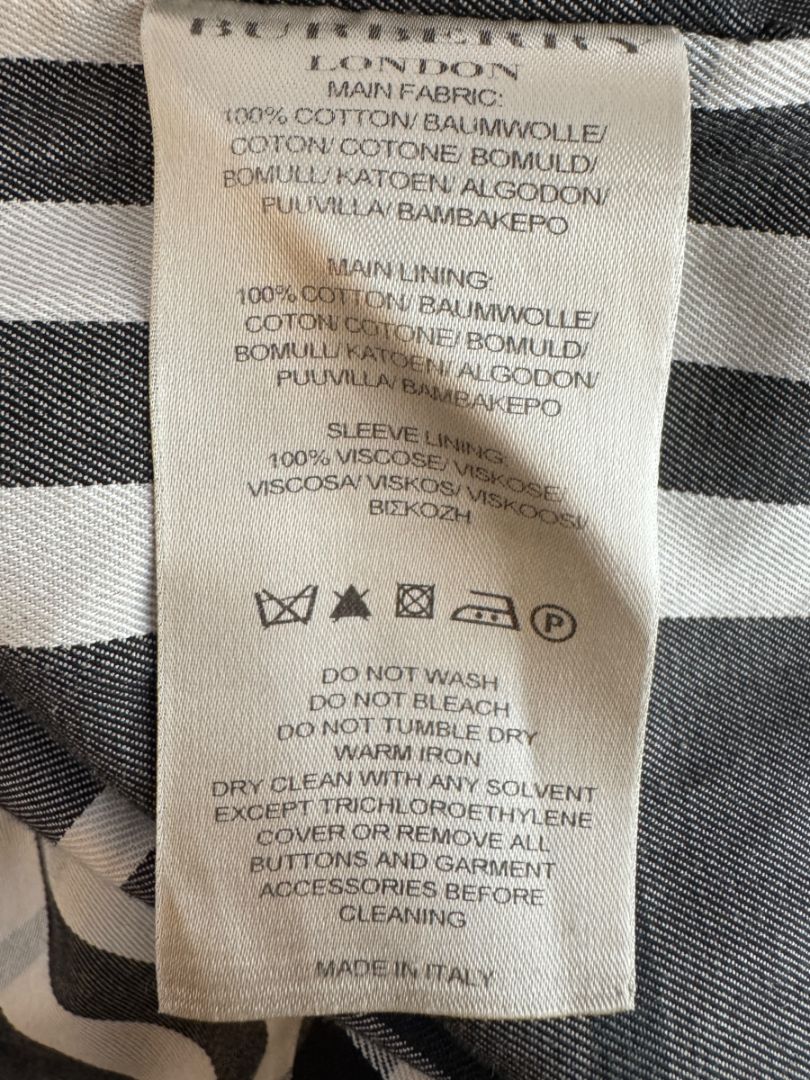 BURBERRY
LONDON
MAIN FABRIC:
100% COTTON/ BAUMWOLLE/
COTON/ COTONE/ BOMULD/
BOMULL/ KATOEN/ ALGODON/
PUUVILLA/ BAMBAKEPO
MAIN LINING:
100% COTTON/ BAUMWOLLE/
COTON/ COTONE/ BOMULD/
BOMULL/ KATOEN/ ALGODON/
PUUVILLA/ BAMBAKEPO
SLEEVE LINING:
100% VISCOSE/ VISKOSE/
VISCOSA/ VISKOS/ VISKOOSI/
ΒΙΣΚΟΖΗ
P
DO NOT WASH
DO NOT BLEACH
DO NOT TUMBLE DRY
WARM IRON
DRY CLEAN WITH ANY SOLVENT
EXCEPT TRICHLOROETHYLENE
COVER OR REMOVE ALL
BUTTONS AND GARMENT
ACCESSORIES BEFORE
CLEANING
MADE IN ITALY